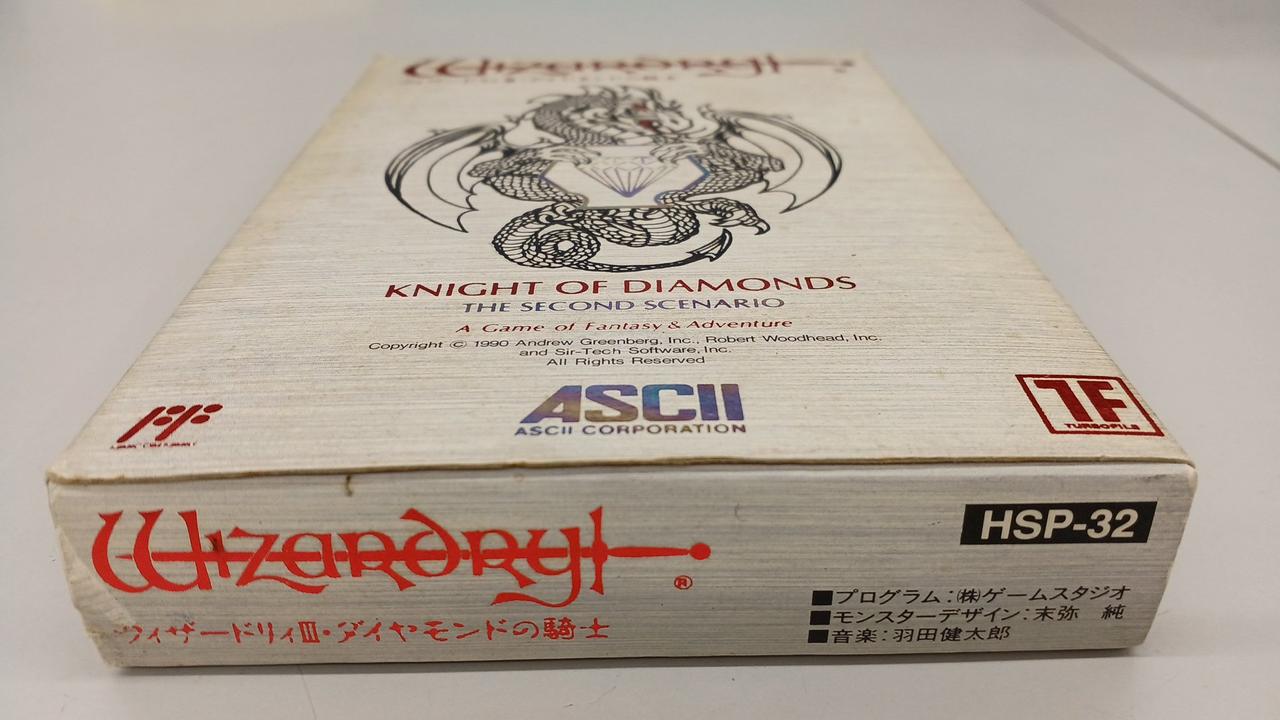 Wizardry
KNIGHT OF DIAMONDS
THE SECOND SCENARIO
A Game of Fantasy & Adventure
Copyright © 1990 Andrew Greenberg, Inc., Robert Woodhead, Inc.
and Sir-Tech Software, Inc.
All Rights Reserved
ASCII
ASCII CORPORATION
TF
TURBOFILE
Wizardry®
ウィザードリィⅢ・ダイヤモンドの騎士
HSP-32
■プログラム:㈱ゲームスタジオ
■モンスターデザイン:末弥 純
■音楽:羽田健太郎